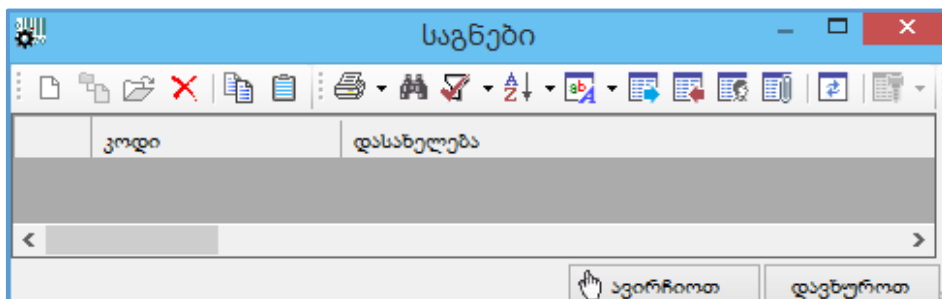 საგნები
კოდი დასახელება
ავირჩიოთ დავხუროთ